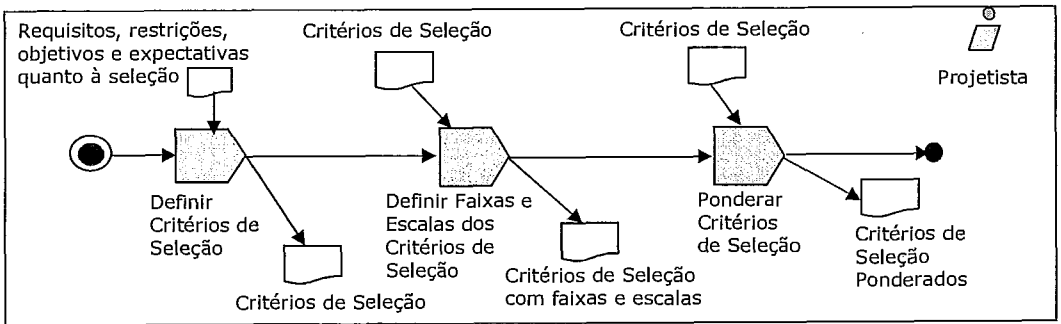 Requisitos, restrições,
objetivos e expectativas
quanto à seleção
Critérios de Seleção
Critérios de Seleção
Projetista
Definir
Critérios de
Seleção
Definir Faixas e
Escalas dos
Critérios de
Seleção
Ponderar
Critérios
de Seleção
Critérios de Seleção
Critérios de Seleção
com faixas e escalas
Critérios de
Seleção
Ponderados